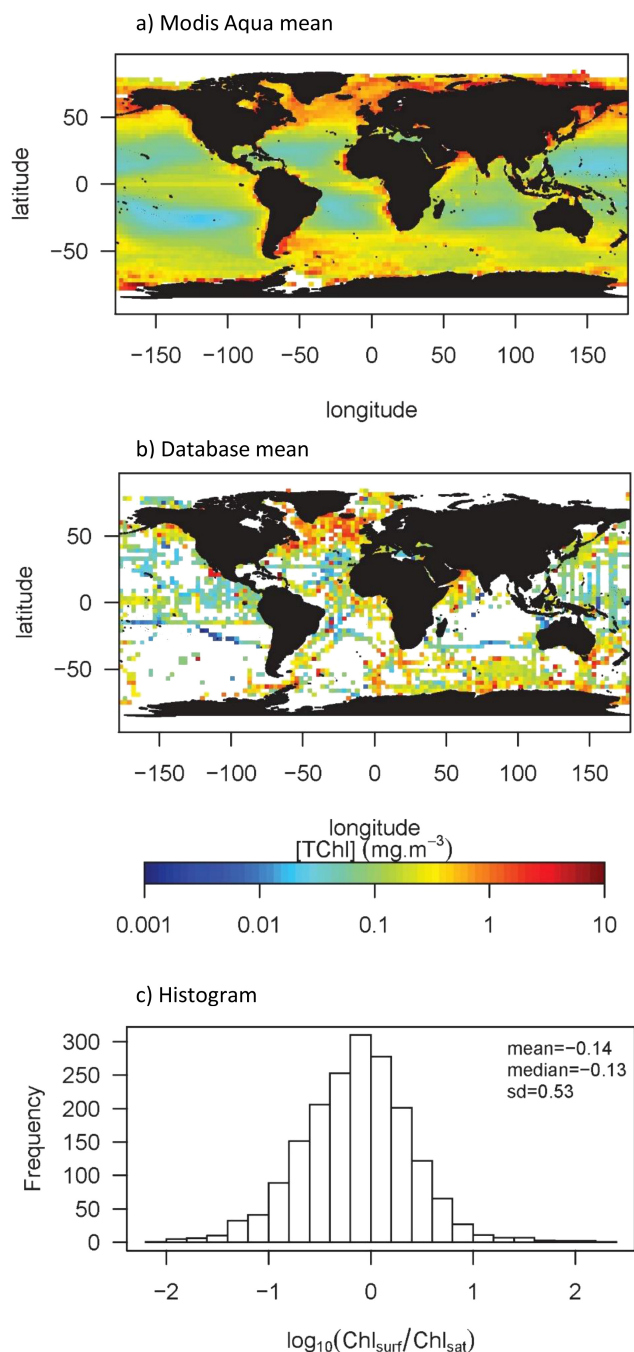 a) Modis Aqua mean
latitude
50
0
−50
−150 −100 −50 0 50 100 150
longitude
b) Database mean
latitude
50
0
−50
−150 −100 −50 0 50 100 150
longitude
[TChl] (mg.m⁻³)
0.001 0.01 0.1 1 10
c) Histogram
Frequency
300
250
200
150
100
50
0
mean=−0.14
median=−0.13
sd=0.53
−2 −1 0 1 2
log₁₀(Chlsurf/Chlsat)